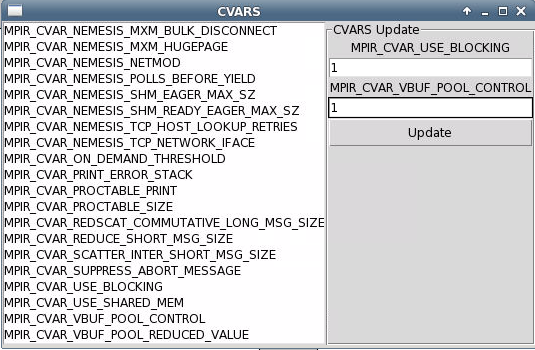 CVARS
MPIR_CVAR_NEMESIS_MXM_BULK_DISCONNECT
MPIR_CVAR_NEMESIS_MXM_HUGEPAGE
MPIR_CVAR_NEMESIS_NETMOD
MPIR_CVAR_NEMESIS_POLLS_BEFORE_YIELD
MPIR_CVAR_NEMESIS_SHM_EAGER_MAX_SZ
MPIR_CVAR_NEMESIS_SHM_READY_EAGER_MAX_SZ
MPIR_CVAR_NEMESIS_TCP_HOST_LOOKUP_RETRIES
MPIR_CVAR_NEMESIS_TCP_NETWORK_IFACE
MPIR_CVAR_ON_DEMAND_THRESHOLD
MPIR_CVAR_PRINT_ERROR_STACK
MPIR_CVAR_PROCTABLE_PRINT
MPIR_CVAR_PROCTABLE_SIZE
MPIR_CVAR_REDSCAT_COMMUTATIVE_LONG_MSG_SIZE
MPIR_CVAR_REDUCE_SHORT_MSG_SIZE
MPIR_CVAR_SCATTER_INTER_SHORT_MSG_SIZE
MPIR_CVAR_SUPPRESS_ABORT_MESSAGE
MPIR_CVAR_USE_BLOCKING
MPIR_CVAR_USE_SHARED_MEM
MPIR_CVAR_VBUF_POOL_CONTROL
MPIR_CVAR_VBUF_POOL_REDUCED_VALUE
CVARS Update
MPIR_CVAR_USE_BLOCKING
1
MPIR_CVAR_VBUF_POOL_CONTROL
1
Update